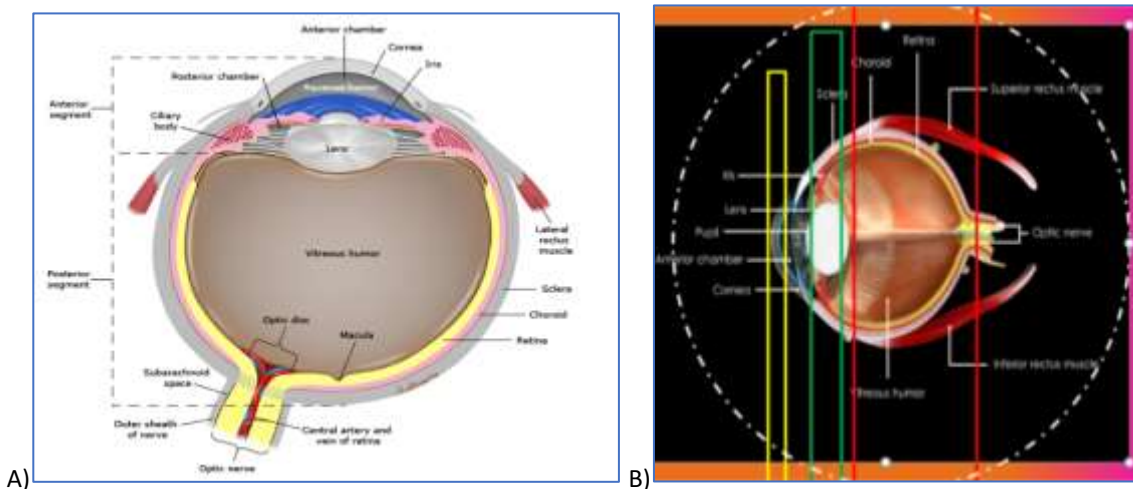 Anterior chamber
Cornea
Iris
Posterior chamber
Anterior
segment
Ciliary
body
Lens
Lateral
rectus
muscle
Vitreous humor
Posterior
segment
Sclera
Choroid
Retina
Optic disc
Macula
Subarachnoid
space
Outer sheath
of nerve
Central artery and
vein of retina
Optic nerve
A)
Retina
Choroid
Sclera
Superior rectus muscle
Iris
Lens
Pupil
Optic nerve
Anterior chamber
Cornea
Inferior rectus muscle
Vitreous humor
B)